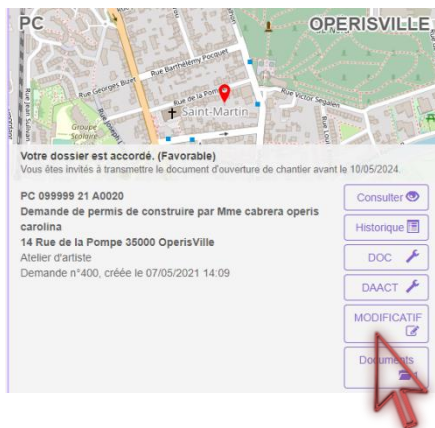 PC
OPERISVILLE
Rue Barthélemy Pocquet
Rue Georges Bizet
Rue de la Pom
Rue Victor Segalen
Saint-Martin
Groupe
Scolaire
Votre dossier est accordé. (Favorable)
Vous êtes invités à transmettre le document d'ouverture de chantier avant le 10/05/2024.
PC 099999 21 A0020
Demande de permis de construire par Mme cabrera operis
carolina
14 Rue de la Pompe 35000 OperisVille
Atelier d'artiste
Demande n°400, créée le 07/05/2021 14:09
Consulter
Historique
DOC
DAACT
MODIFICATIF
Documents